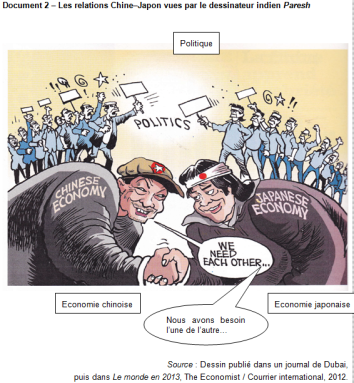 Document 2 – Les relations Chine–Japon vues par le dessinateur indien Paresh
Politique
POLITICS
CHINESE
ECONOMY
JAPANESE
ECONOMY
WE
NEED
EACH OTHER...
Economie chinoise
Economie japonaise
Nous avons besoin
l'une de l'autre…
Source : Dessin publié dans un journal de Dubai,
puis dans Le monde en 2013, The Economist / Courrier international, 2012.